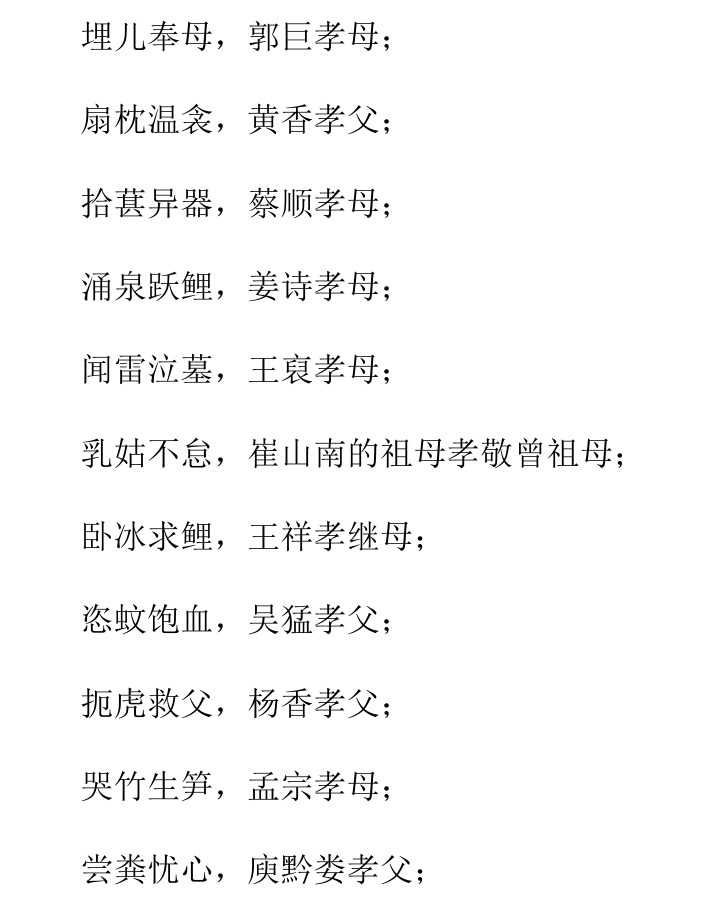 埋儿奉母，郭巨孝母；
扇枕温衾，黄香孝父；
拾葚异器，蔡顺孝母；
涌泉跃鲤，姜诗孝母；
闻雷泣墓，王裒孝母；
乳姑不怠，崔山南的祖母孝敬曾祖母；
卧冰求鲤，王祥孝继母；
恣蚊饱血，吴猛孝父；
扼虎救父，杨香孝父；
哭竹生笋，孟宗孝母；
尝粪忧心，庾黔娄孝父；